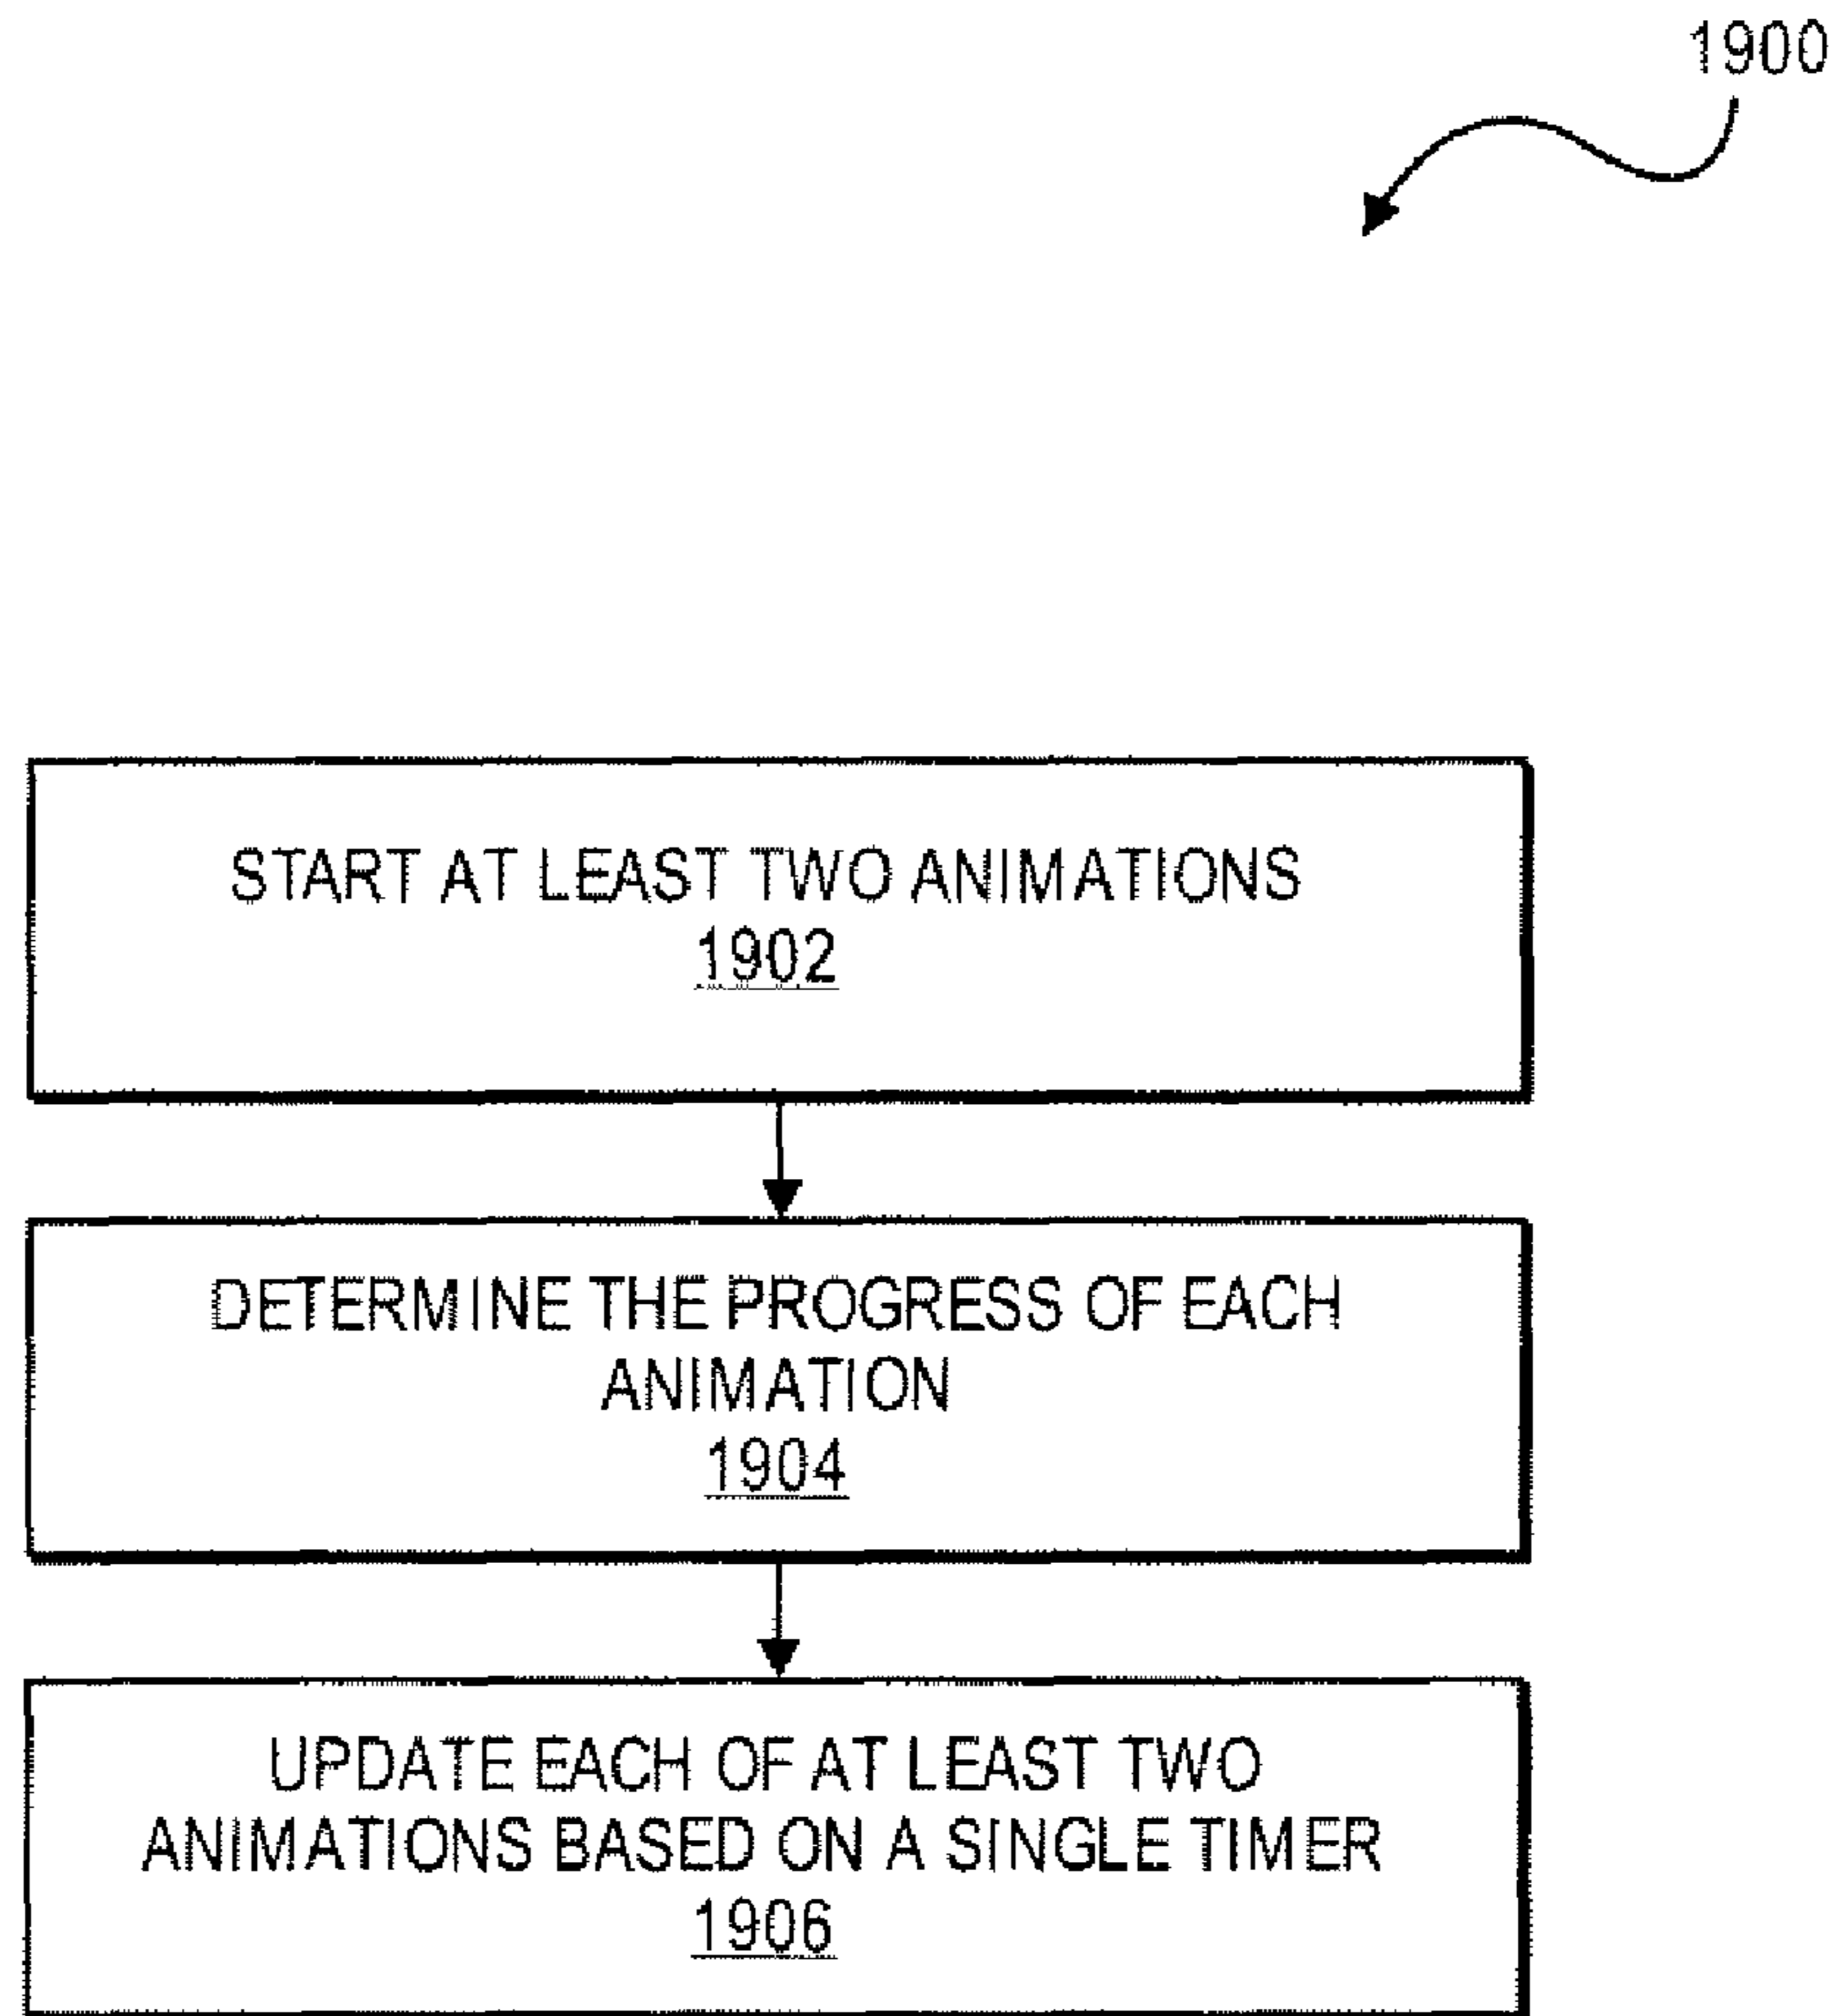 1900
START AT LEAST TWO ANIMATIONS
1902
DETERMINE THE PROGRESS OF EACH
ANIMATION
1904
UPDATE EACH OF AT LEAST TWO
ANIMATIONS BASED ON A SINGLE TIMER
1906